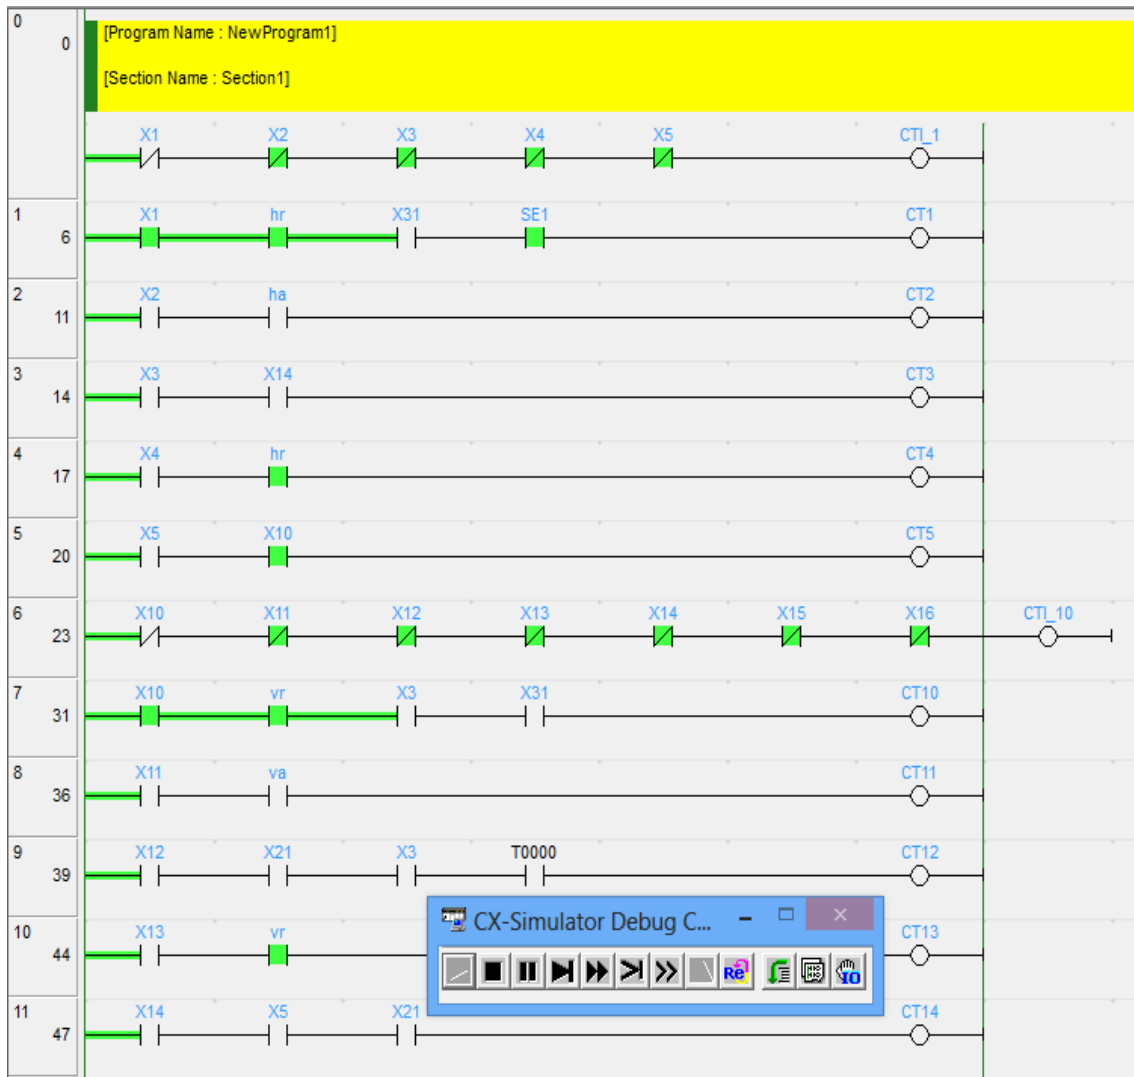 0
0
[Program Name : NewProgram1]
[Section Name : Section1]
X1 X2 X3 X4 X5 CTI_1
1
X1 hr X31 SE1 CT1
6
2
X2 ha CT2
11
3
X3 X14 CT3
14
4
X4 hr CT4
17
5
X5 X10 CT5
20
6
X10 X11 X12 X13 X14 X15 X16 CTI_10
23
7
X10 vr X3 X31 CT10
31
8
X11 va CT11
36
9
X12 X21 X3 T0000 CT12
39
CX-Simulator Debug C...
10
X13 vr CT13
44
Re IO
11
X14 X5 X21 CT14
47